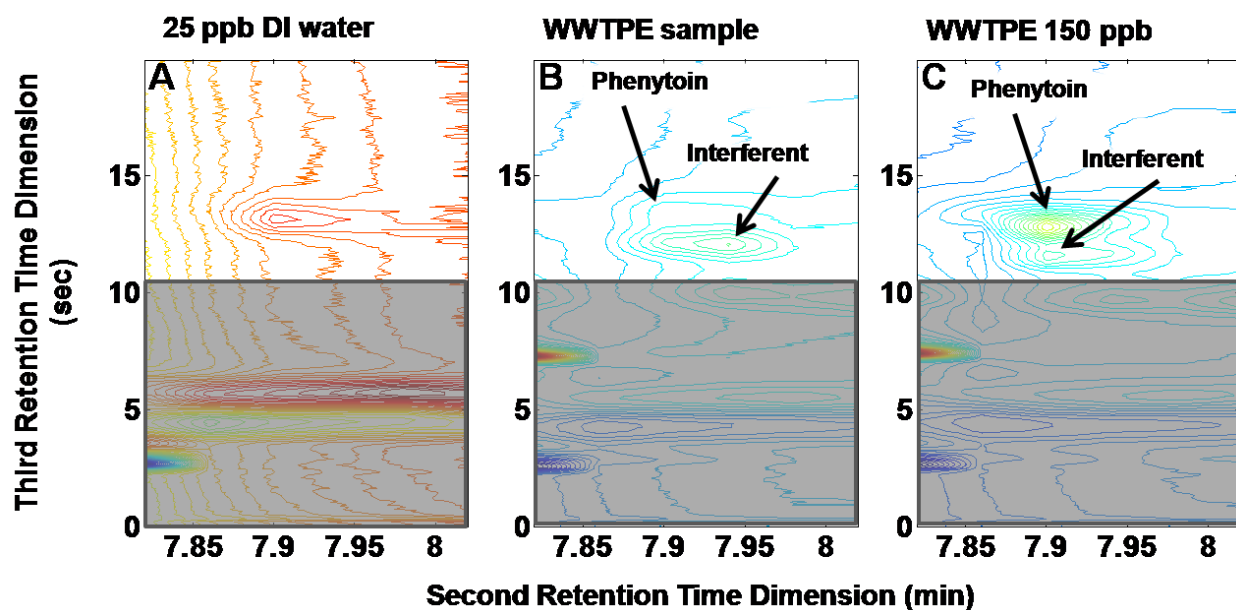 25 ppb DI water
WWTPE sample
WWTPE 150 ppb
Third Retention Time Dimension
(sec)
A
15
10
5
0
7.85
7.9
7.95
8
B
Phenytoin
Interferent
15
10
5
0
7.85
7.9
7.95
8
C
Phenytoin
Interferent
15
10
5
0
7.85
7.9
7.95
8
Second Retention Time Dimension (min)